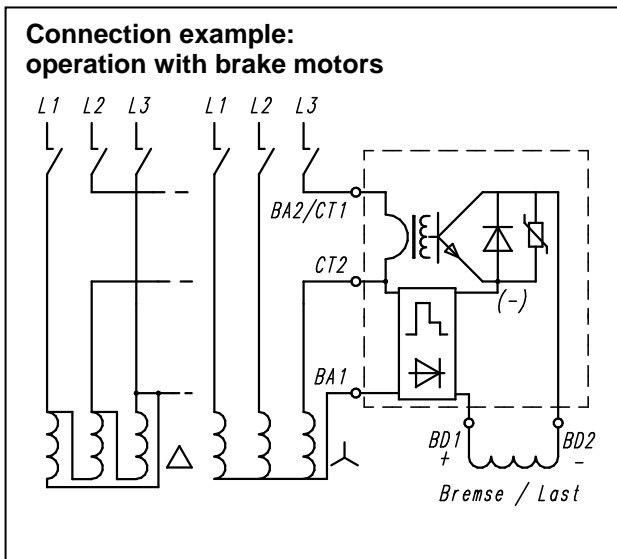 Connection example:
operation with brake motors
L1 L2 L3 L1 L2 L3
BA2/CT1
CT2
(-)
BA1
BD1 BD2
+ -
Bremse / Last